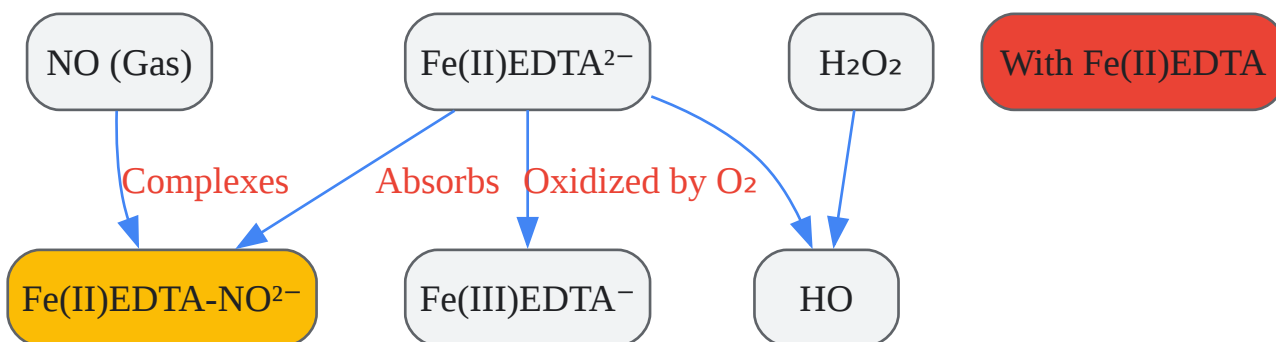 NO (Gas)
Fe(II)EDTA²⁻
H₂O₂
With Fe(II)EDTA
Complexes
Absorbs
Oxidized by O₂
Fe(II)EDTA-NO²⁻
Fe(III)EDTA⁻
HO